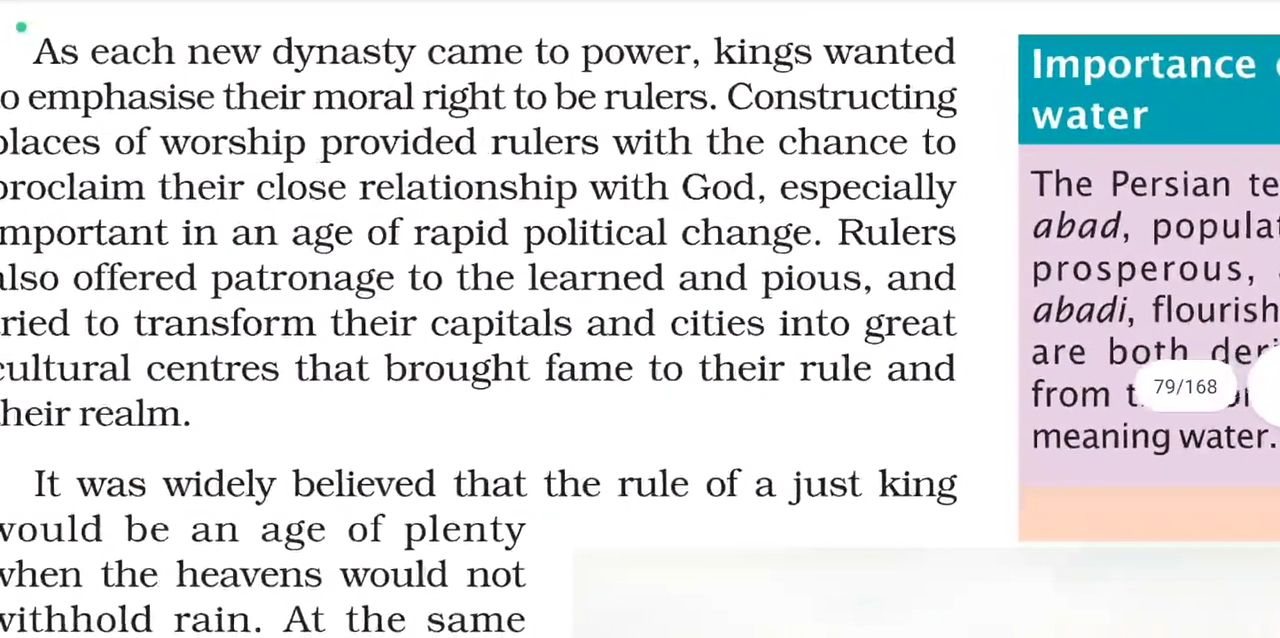 As each new dynasty came to power, kings wanted
o emphasise their moral right to be rulers. Constructing
places of worship provided rulers with the chance to
proclaim their close relationship with God, especially
mportant in an age of rapid political change. Rulers
also offered patronage to the learned and pious, and
ried to transform their capitals and cities into great
cultural centres that brought fame to their rule and
heir realm.
It was widely believed that the rule of a just king
would be an age of plenty
when the heavens would not
withhold rain. At the same
Importance
water
The Persian te
abad, populat
prosperous,
abadi, flourish
are both deri
from
meaning water.
79/168